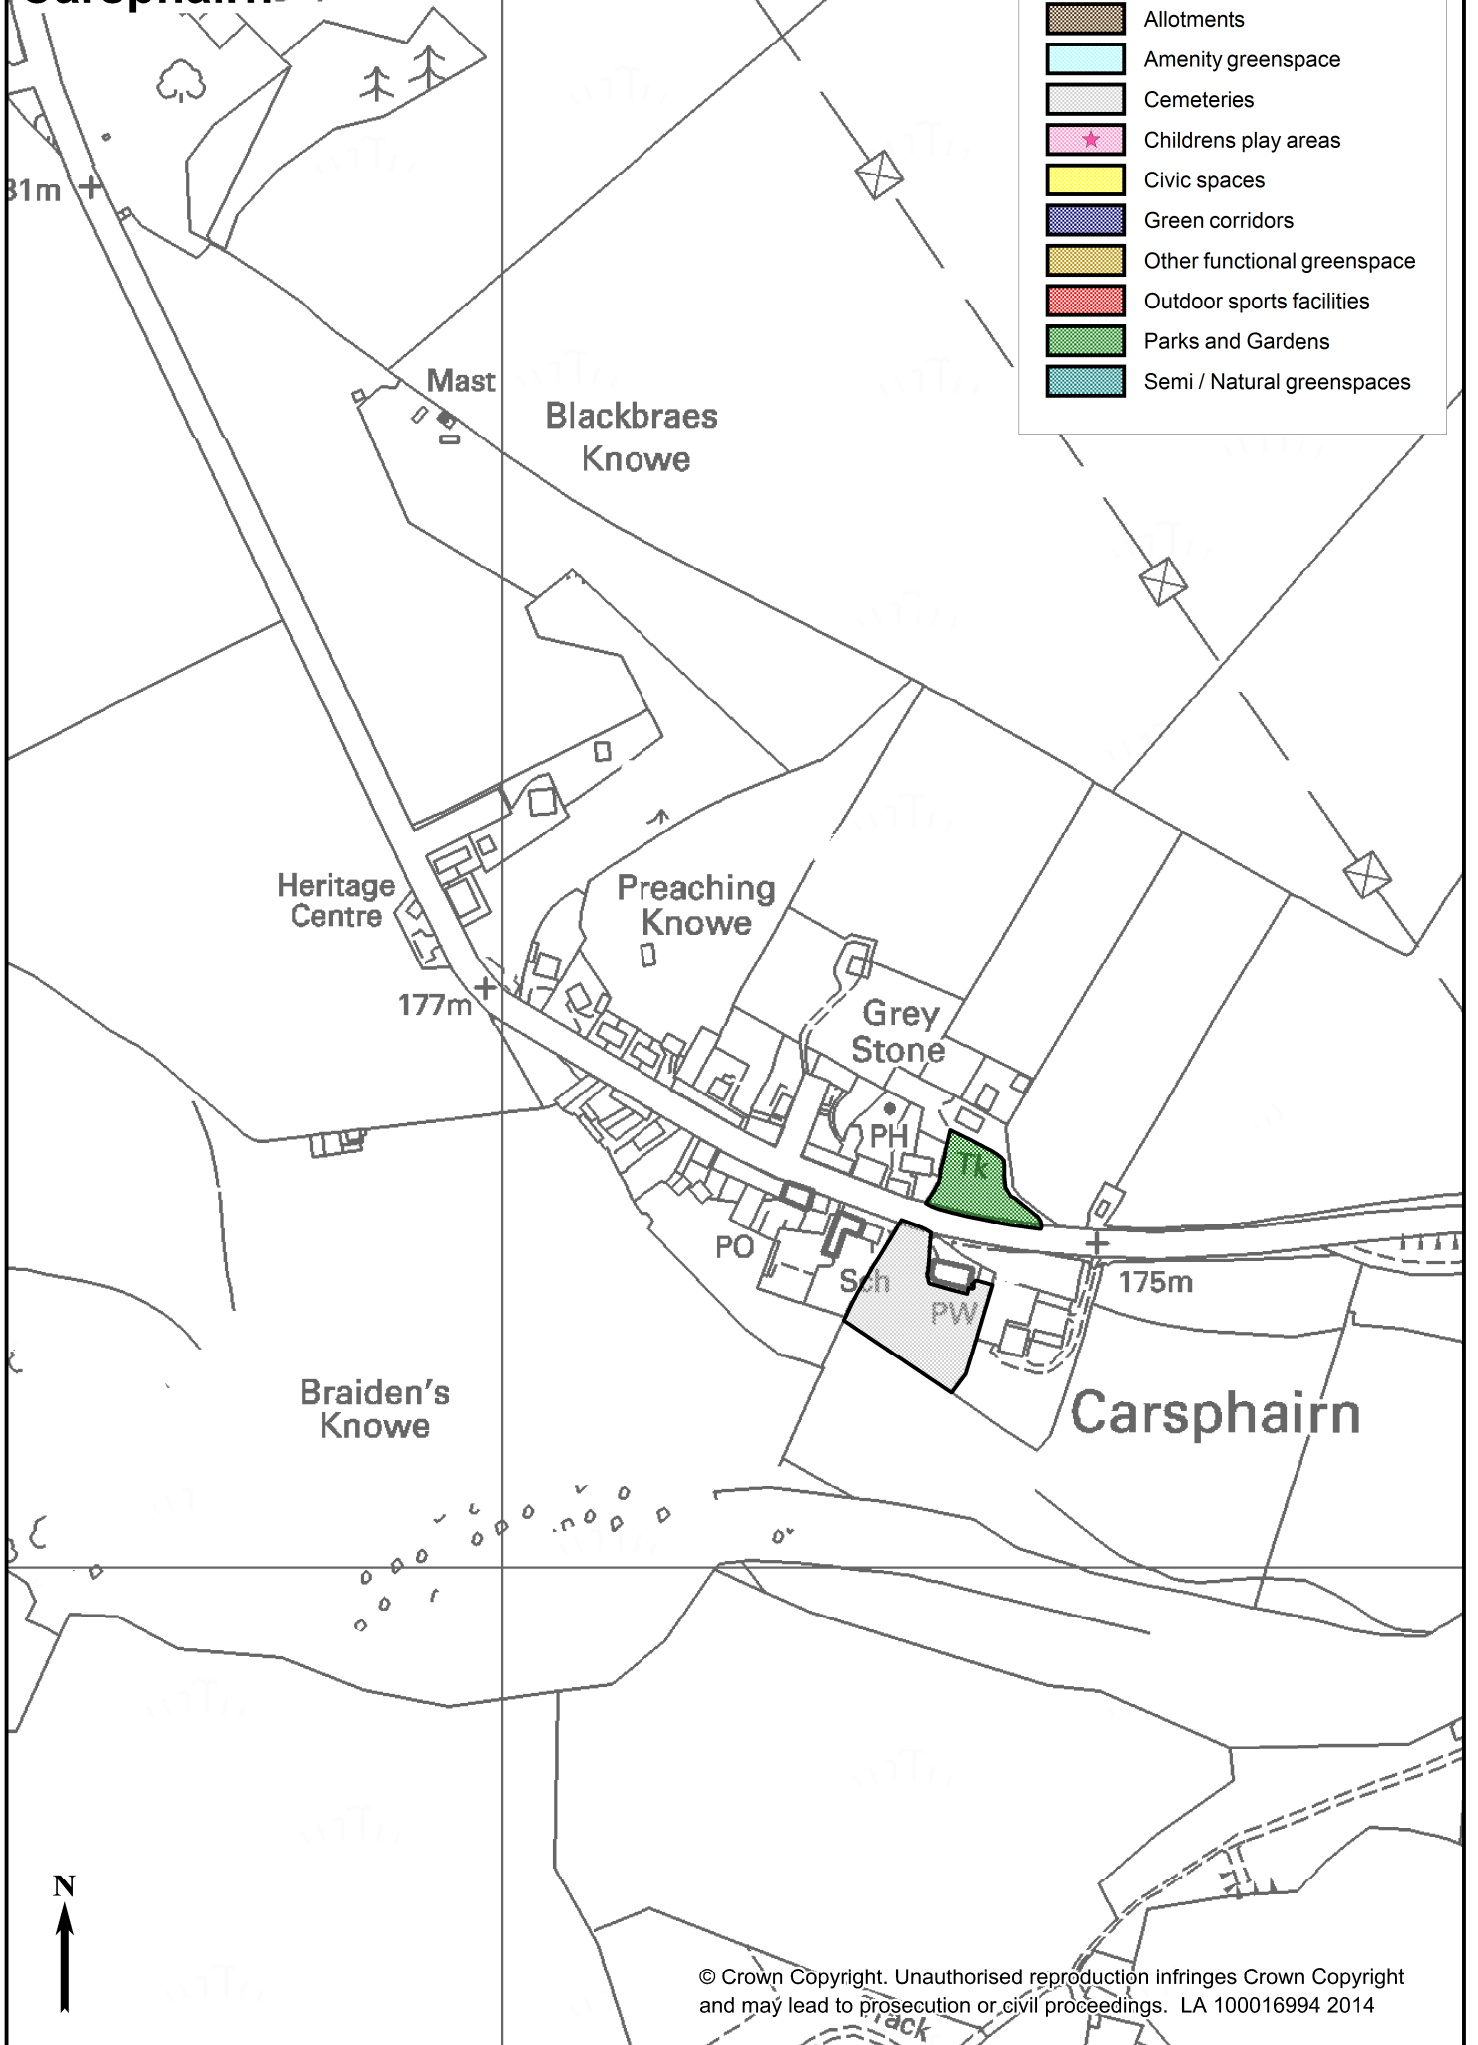 Carsphairn
Allotments
Amenity greenspace
Cemeteries
Childrens play areas
Civic spaces
Green corridors
Other functional greenspace
Outdoor sports facilities
Parks and Gardens
Semi / Natural greenspaces
31m
Mast
Blackbraes
Knowe
Heritage
Centre
Preaching
Knowe
177m
Grey
Stone
PH
Tk
PO
Sch
PW
175m
Braiden's
Knowe
Carsphairn
N
© Crown Copyright. Unauthorised reproduction infringes Crown Copyright
and may lead to prosecution or civil proceedings. LA 100016994 2014
Track